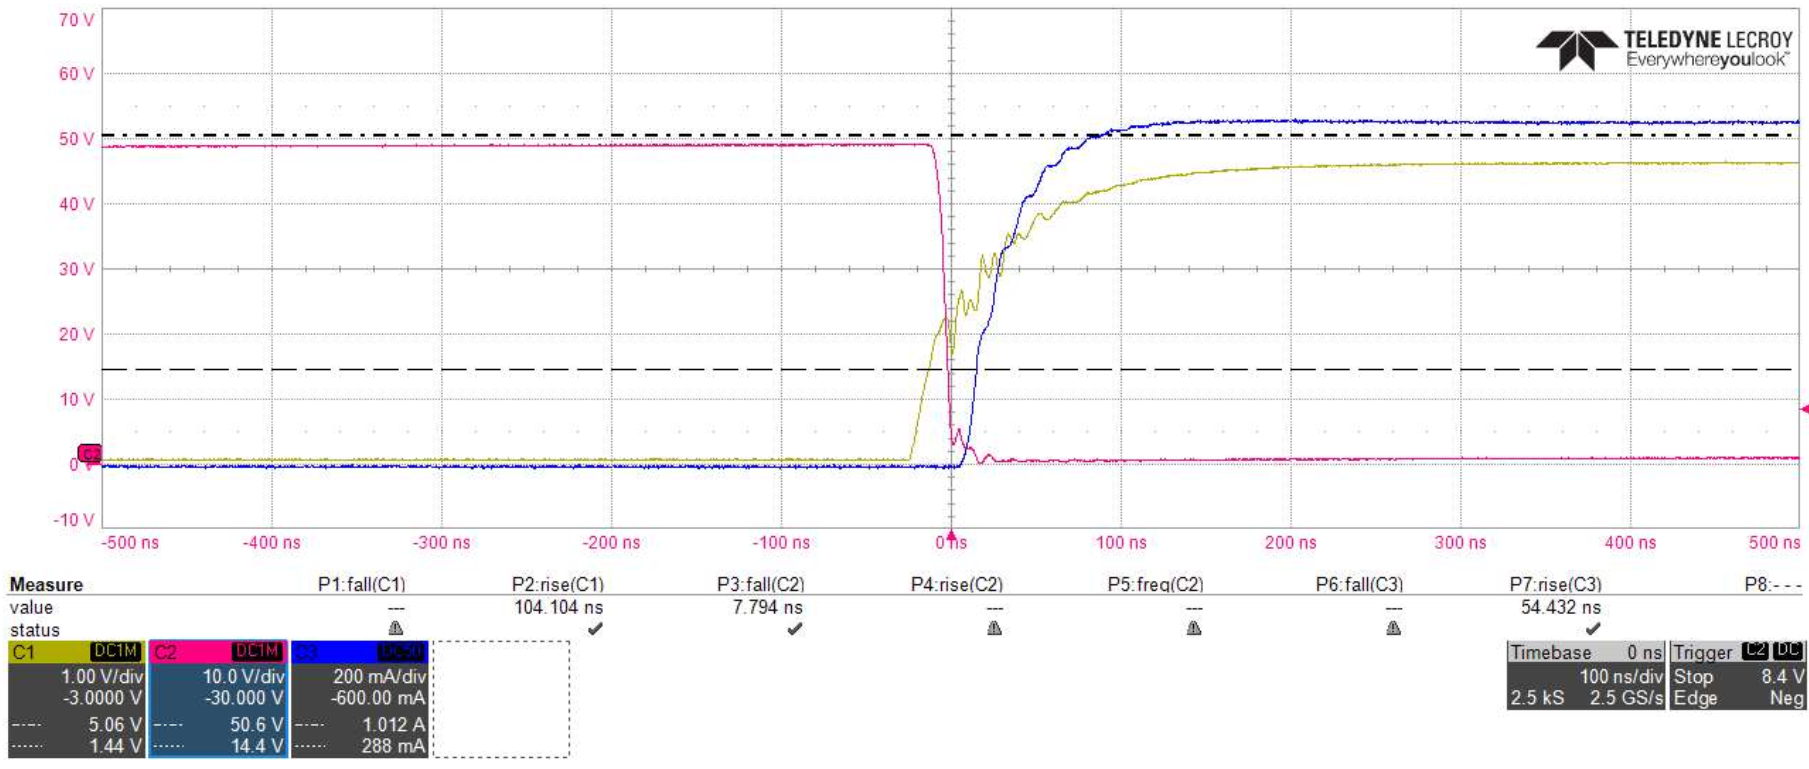 70 V
TELEDYNE LECROY
Everywhereyoulook™
60 V
50 V
40 V
30 V
20 V
10 V
C2
0 V
-10 V
-500 ns -400 ns -300 ns -200 ns -100 ns 0 ns 100 ns 200 ns 300 ns 400 ns 500 ns
Measure P1:fall(C1) P2:rise(C1) P3:fall(C2) P4:rise(C2) P5:freq(C2) P6:fall(C3) P7:rise(C3) P8:- - -
value --- 104.104 ns 7.794 ns --- --- --- 54.432 ns
status
C1 DC1M C2 DC1M C3 DC50 Timebase 0 ns Trigger C2 DC
1.00 V/div 10.0 V/div 200 mA/div 100 ns/div Stop 8.4 V
-3.0000 V -30.000 V -600.00 mA 2.5 kS 2.5 GS/s Edge Neg
5.06 V 50.6 V 1.012 A
1.44 V 14.4 V 288 mA